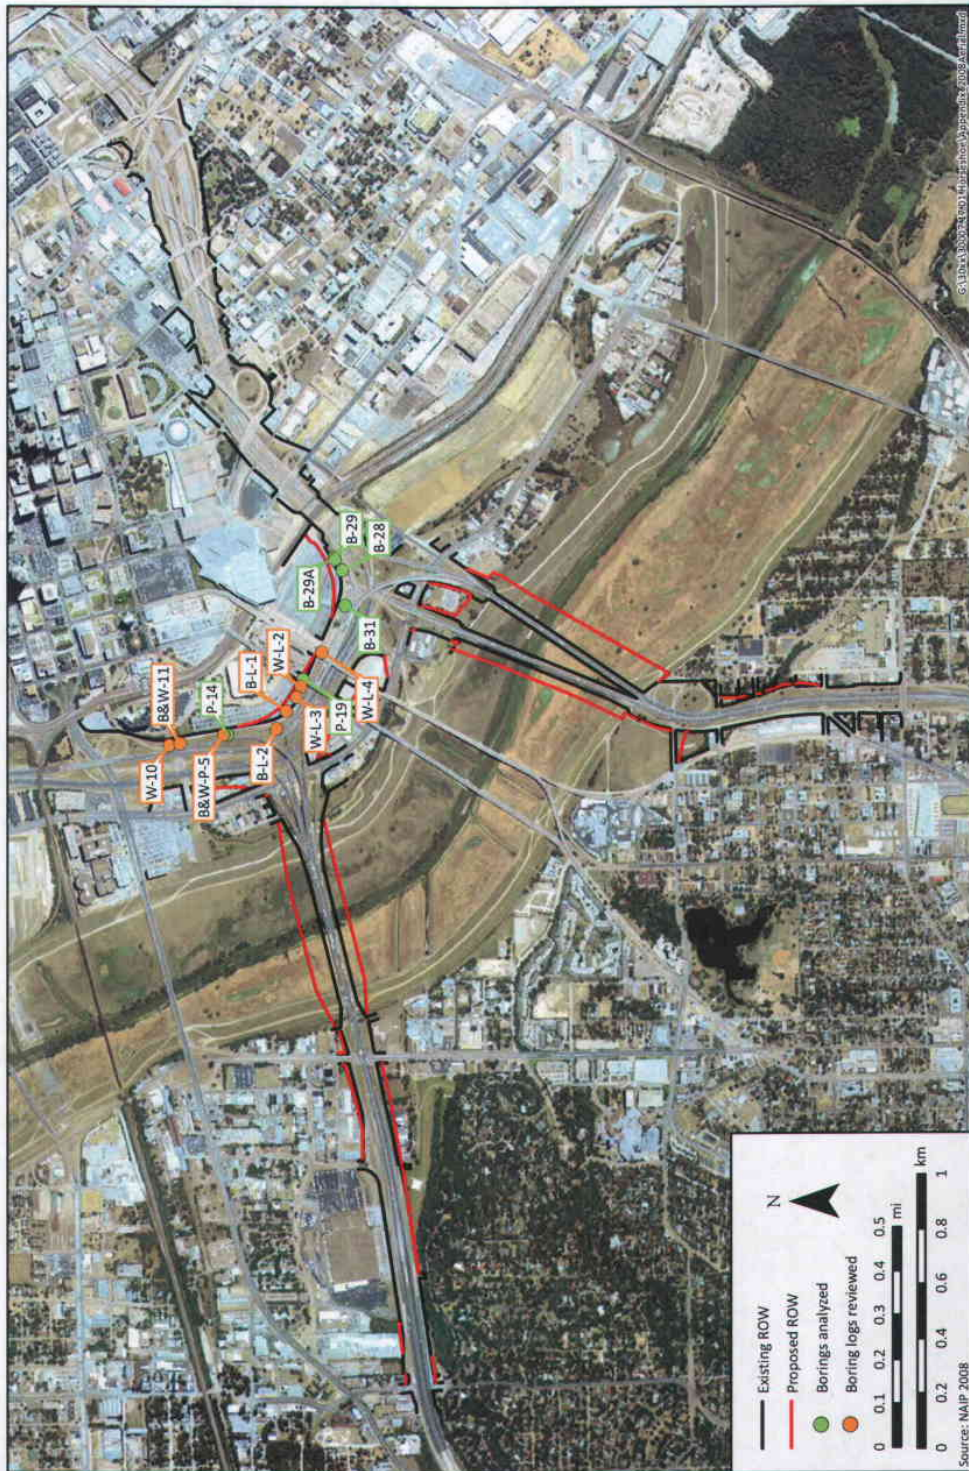 W-10
B&W-11
P-14
B&W-P-5
B-L-1
B-L-2
W-L-2
W-L-3
P-19
W-L-4
B-29A
B-31
B-29
B-28
Existing ROW
Proposed ROW
Borings analyzed
Boring logs reviewed
N
0 0.1 0.2 0.3 0.4 0.5
mi
0 0.2 0.4 0.6 0.8 1
km
Source: NAIP 2008